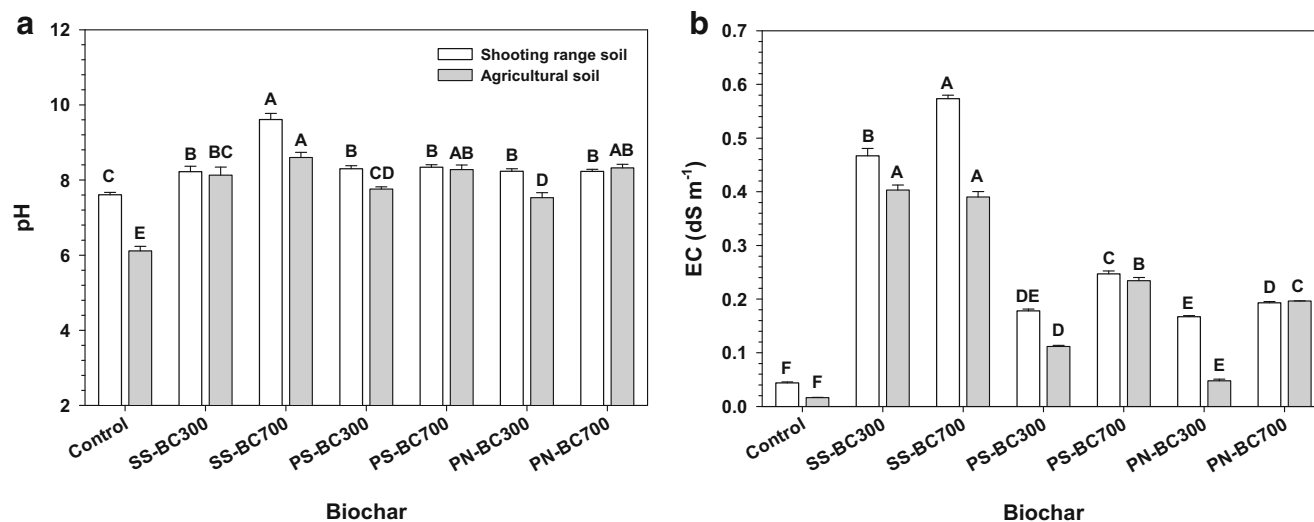 a
12
10
8
6
4
2
pH
Shooting range soil
Agricultural soil
C
E
B
BC
A
A
B
CD
B
AB
B
D
B
AB
Control
SS-BC300
SS-BC700
PS-BC300
PS-BC700
PN-BC300
PN-BC700
Biochar
b
0.7
0.6
0.5
0.4
0.3
0.2
0.1
0.0
EC (dS m⁻¹)
F
F
B
A
A
A
DE
D
C
B
E
E
D
C
Control
SS-BC300
SS-BC700
PS-BC300
PS-BC700
PN-BC300
PN-BC700
Biochar